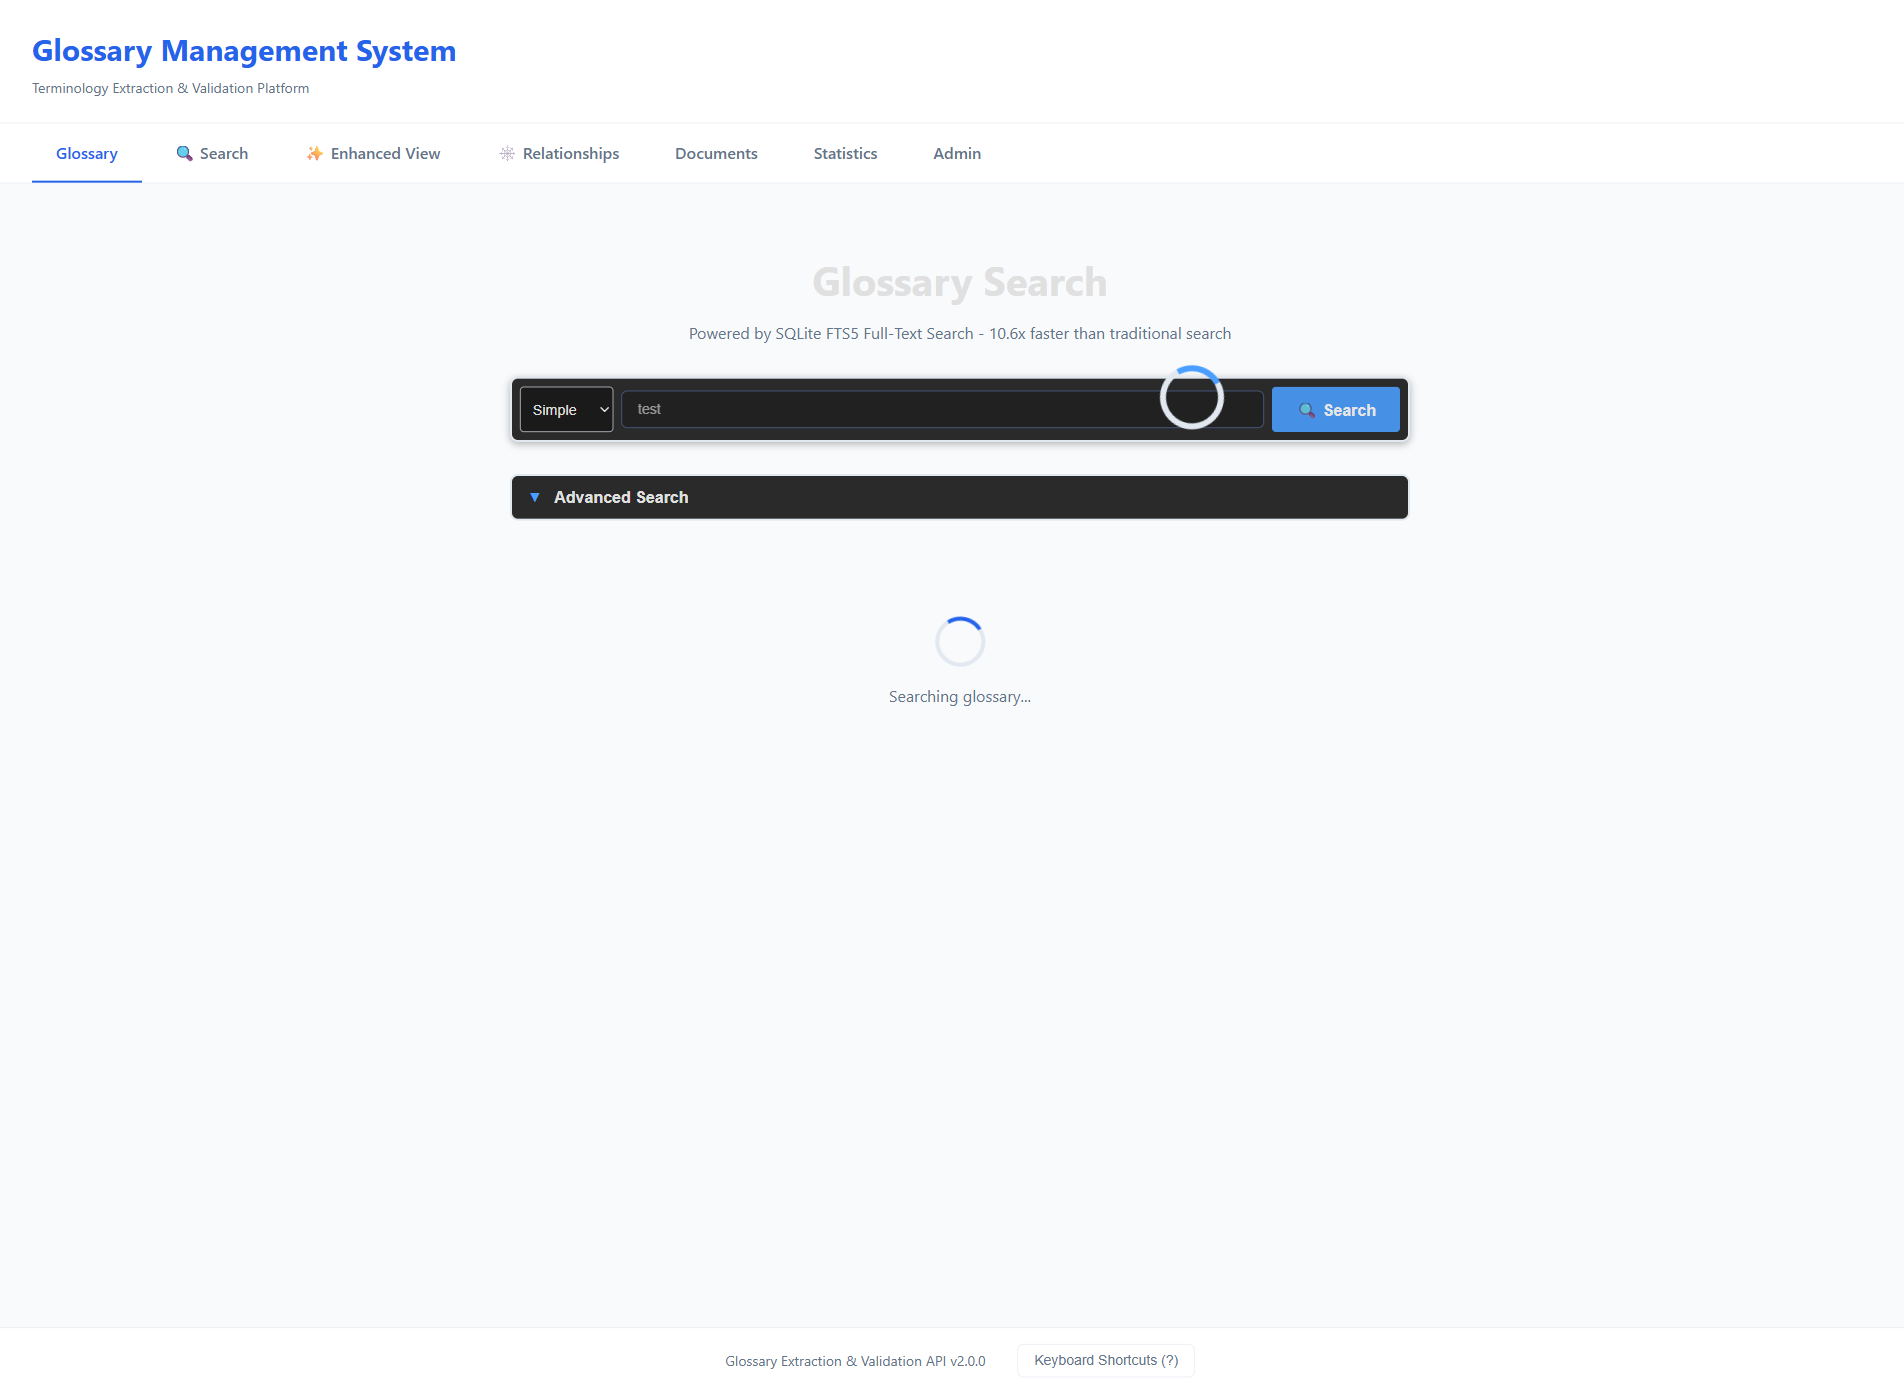 Glossary Management System
Terminology Extraction & Validation Platform
Glossary
Search
Enhanced View
Relationships
Documents
Statistics
Admin
Glossary Search
Powered by SQLite FTS5 Full-Text Search - 10.6x faster than traditional search
Simple
test
Search
Advanced Search
Searching glossary...
Glossary Extraction & Validation API v2.0.0
Keyboard Shortcuts (?)